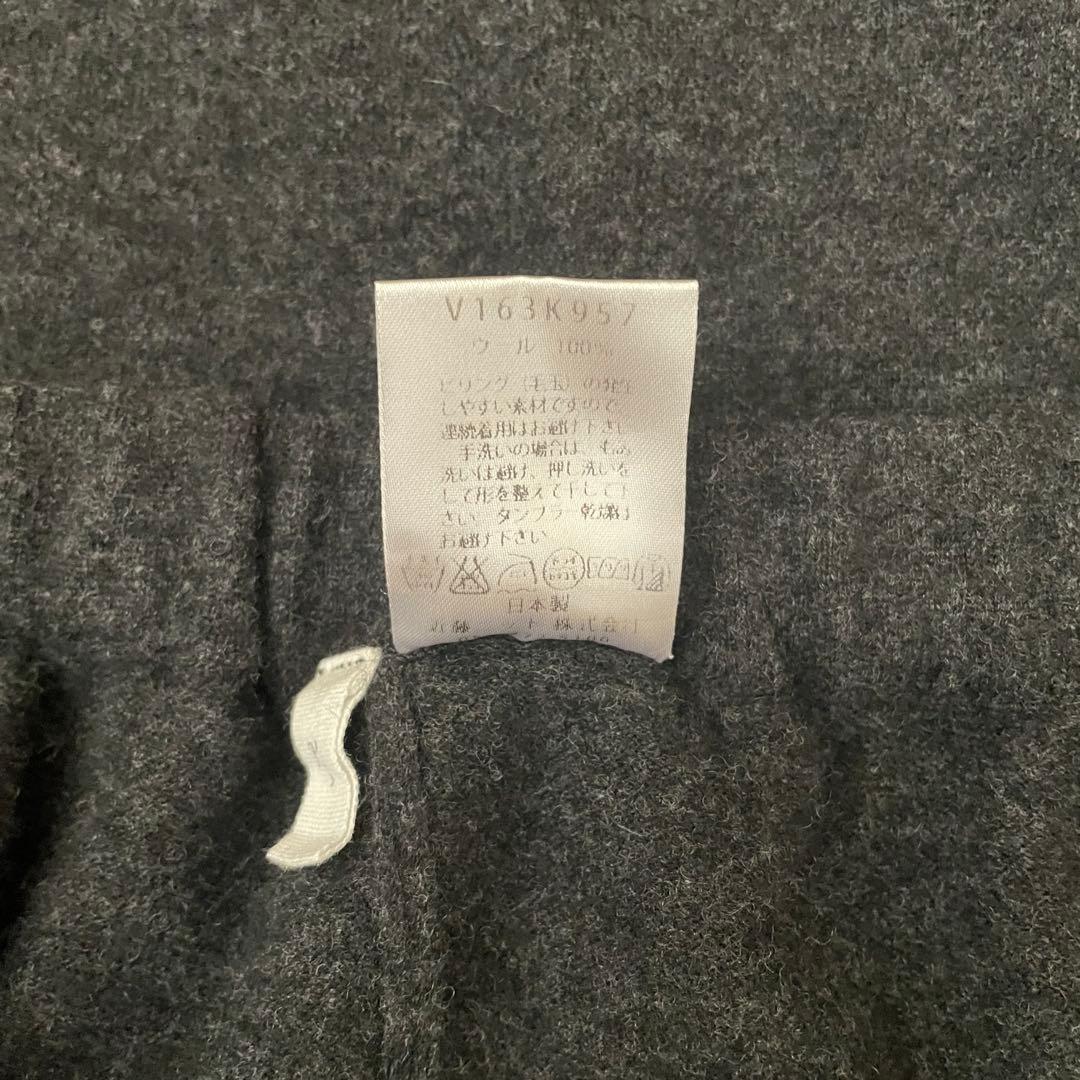 V163K957
ウール 100%
ピリング(毛玉)の発生
しやすい素材ですので
連続着用はお避け下さい
手洗いの場合は、もみ
洗いは避け、押し洗いを
して形を整えて干して下
さい タンブラー乾燥は
お避け下さい
日本製
株式会社